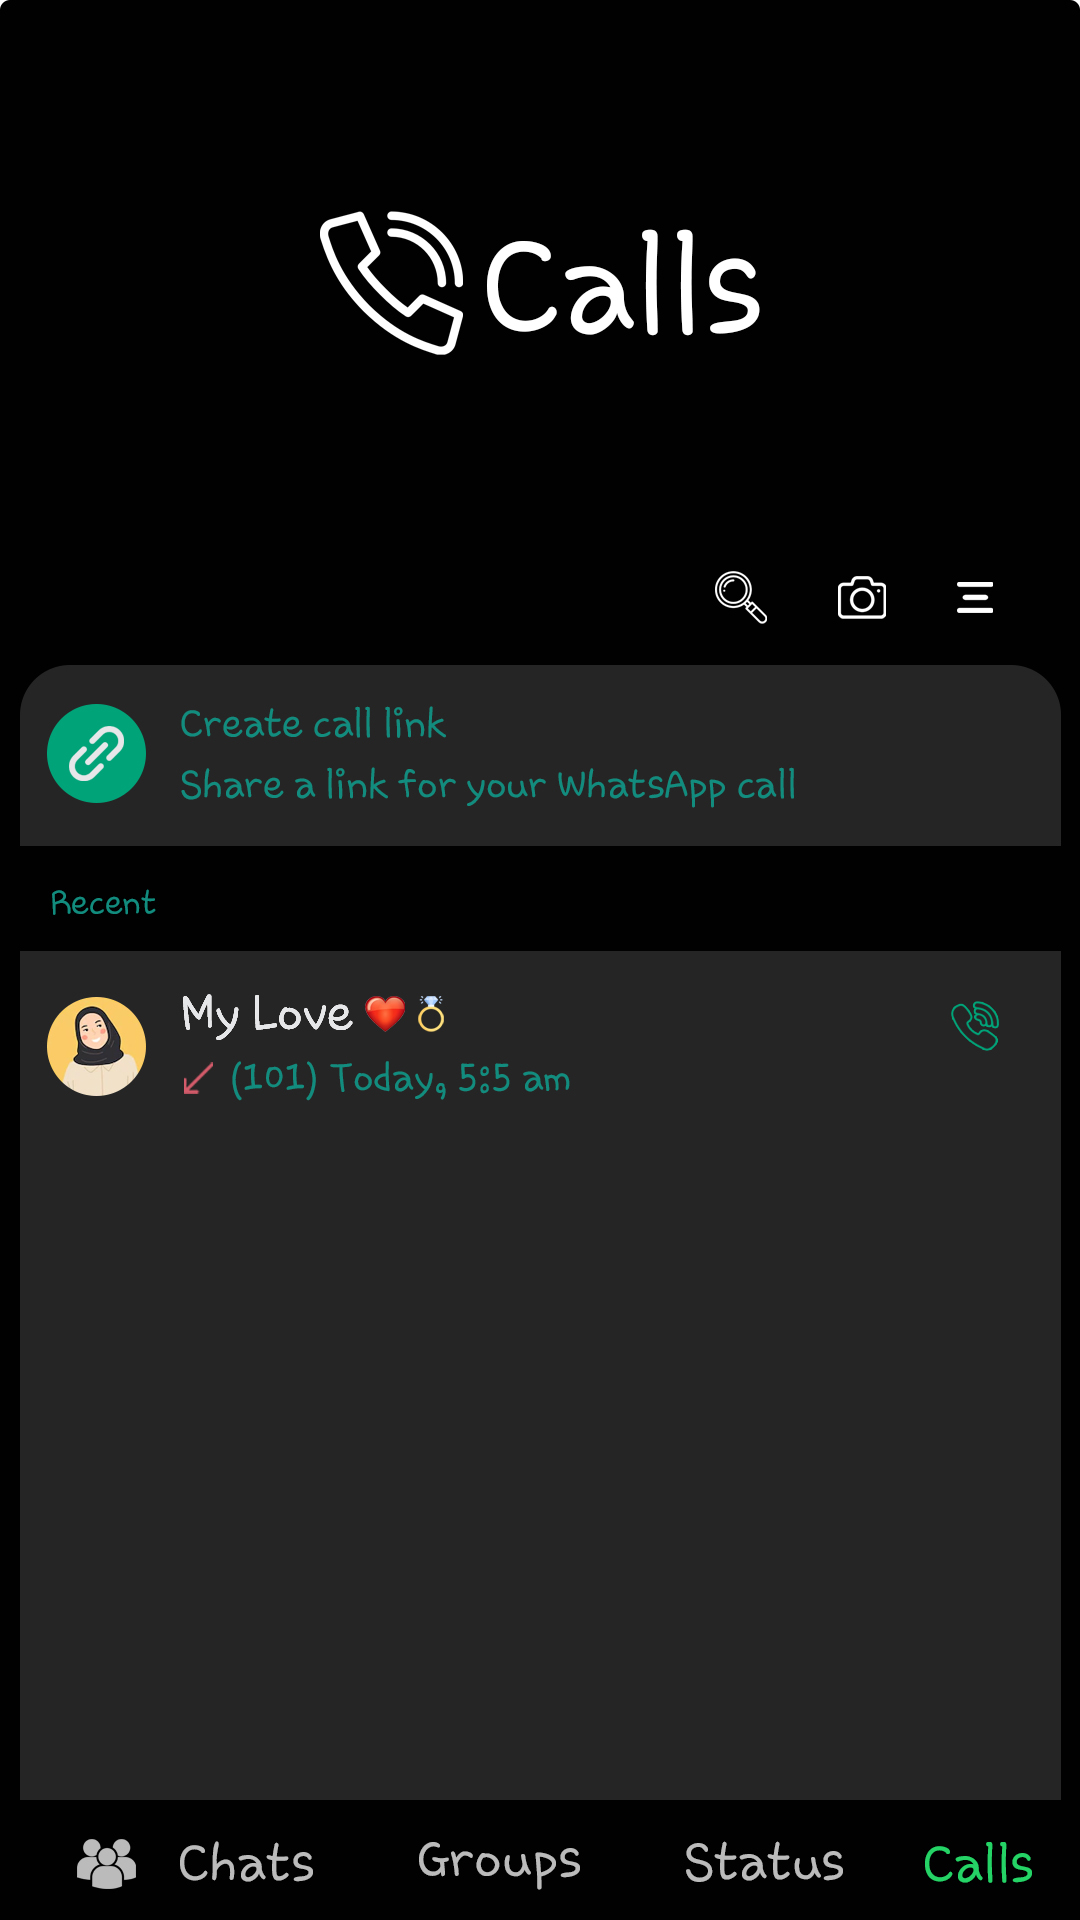 Calls
Create call link
Share a link for your WhatsApp call
Recent
My Love ❤️💍
↙ (101) Today, 5:5 am
Chats
Groups
Status
Calls